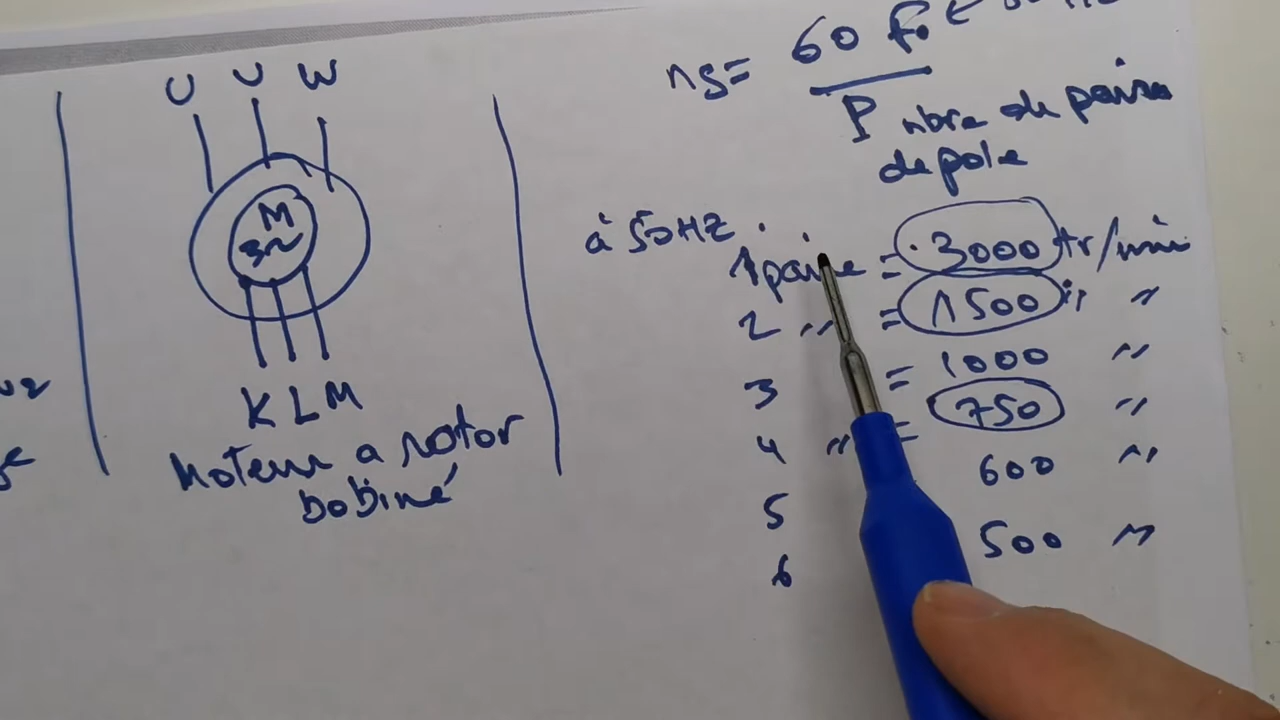 U V W
M
3~
K L M
Moteur a rotor
bobiné
ns = 60 f
P nbre de paire
de pole
à 50HZ
1 paire = 3000 tr/min
2 " = 1500 " "
3 = 1000 "
4 " = 750 "
5 600 "
6 500 "